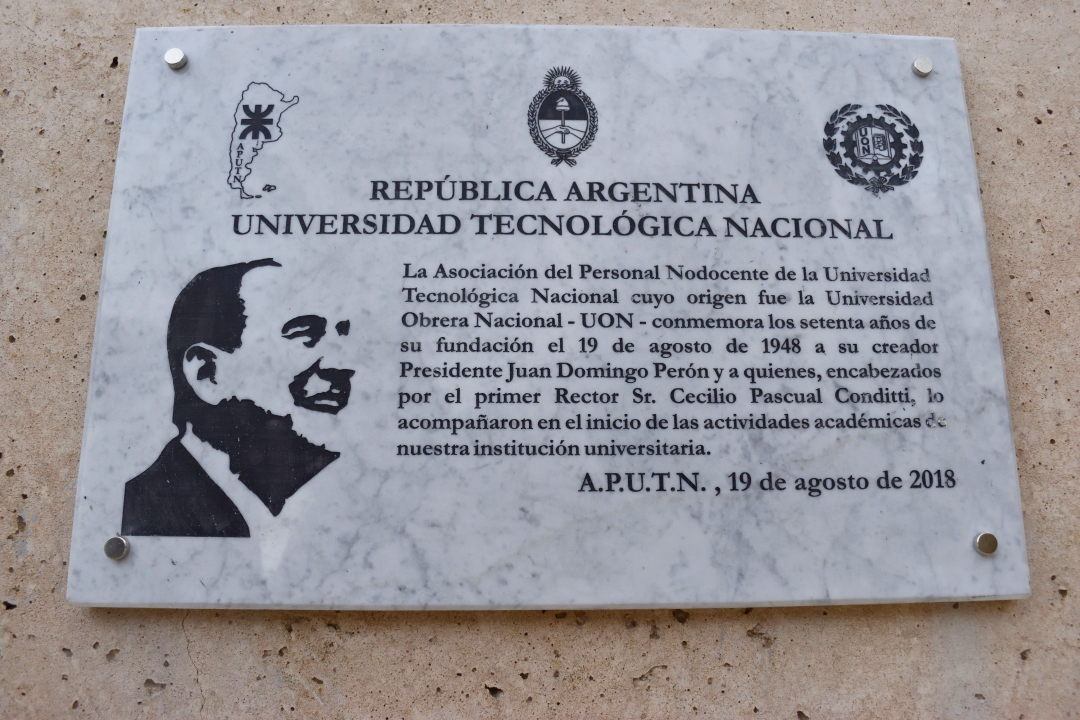 APUTN
UON
REPÚBLICA ARGENTINA
UNIVERSIDAD TECNOLÓGICA NACIONAL
La Asociación del Personal Nodocente de la Universidad
Tecnológica Nacional cuyo origen fue la Universidad
Obrera Nacional - UON - conmemora los setenta años de
su fundación el 19 de agosto de 1948 a su creador
Presidente Juan Domingo Perón y a quienes, encabezados
por el primer Rector Sr. Cecilio Pascual Conditti, lo
acompañaron en el inicio de las actividades académicas de
nuestra institución universitaria.
A.P.U.T.N. , 19 de agosto de 2018